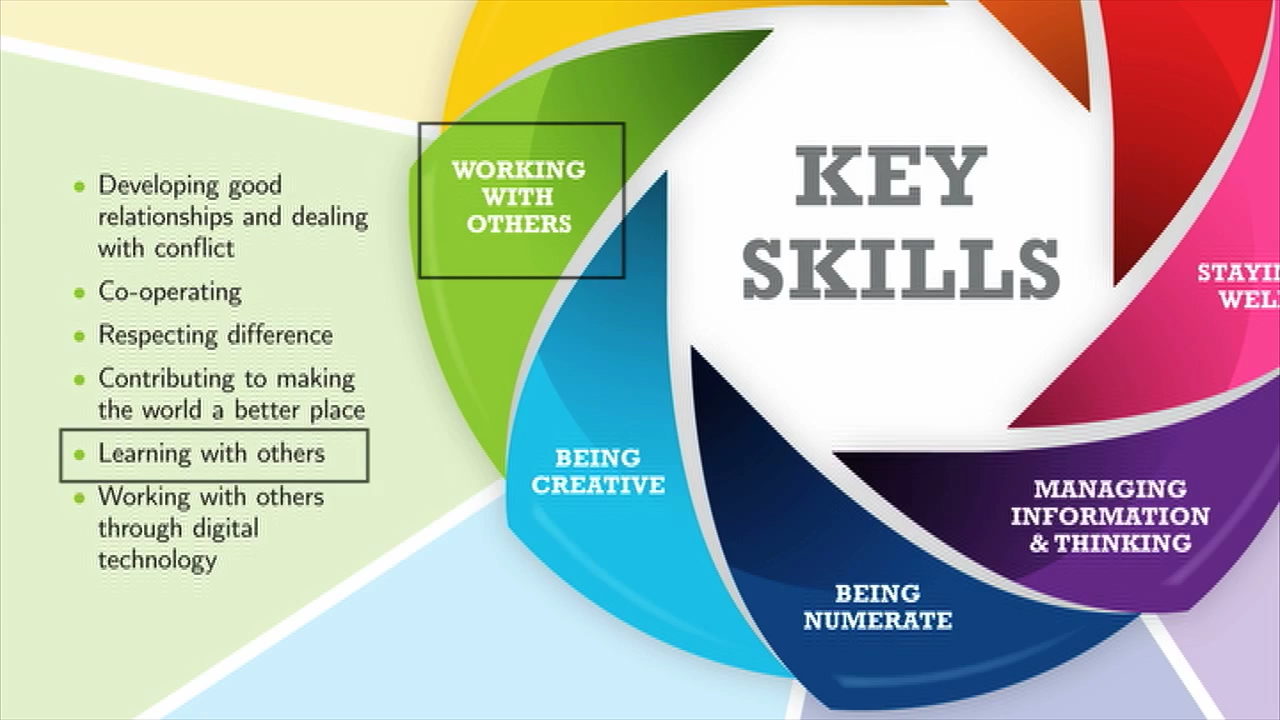 Developing good
relationships and dealing
with conflict
Co-operating
Respecting difference
Contributing to making
the world a better place
Learning with others
Working with others
through digital
technology
WORKING
WITH
OTHERS
KEY
SKILLS
BEING
CREATIVE
BEING
NUMERATE
MANAGING
INFORMATION
& THINKING